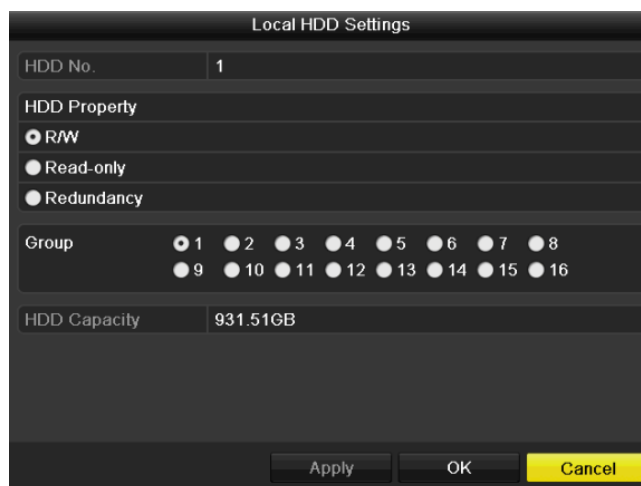 Local HDD Settings
HDD No. 1
HDD Property
R/W
Read-only
Redundancy
Group 1 2 3 4 5 6 7 8
9 10 11 12 13 14 15 16
HDD Capacity 931.51GB
Apply OK Cancel